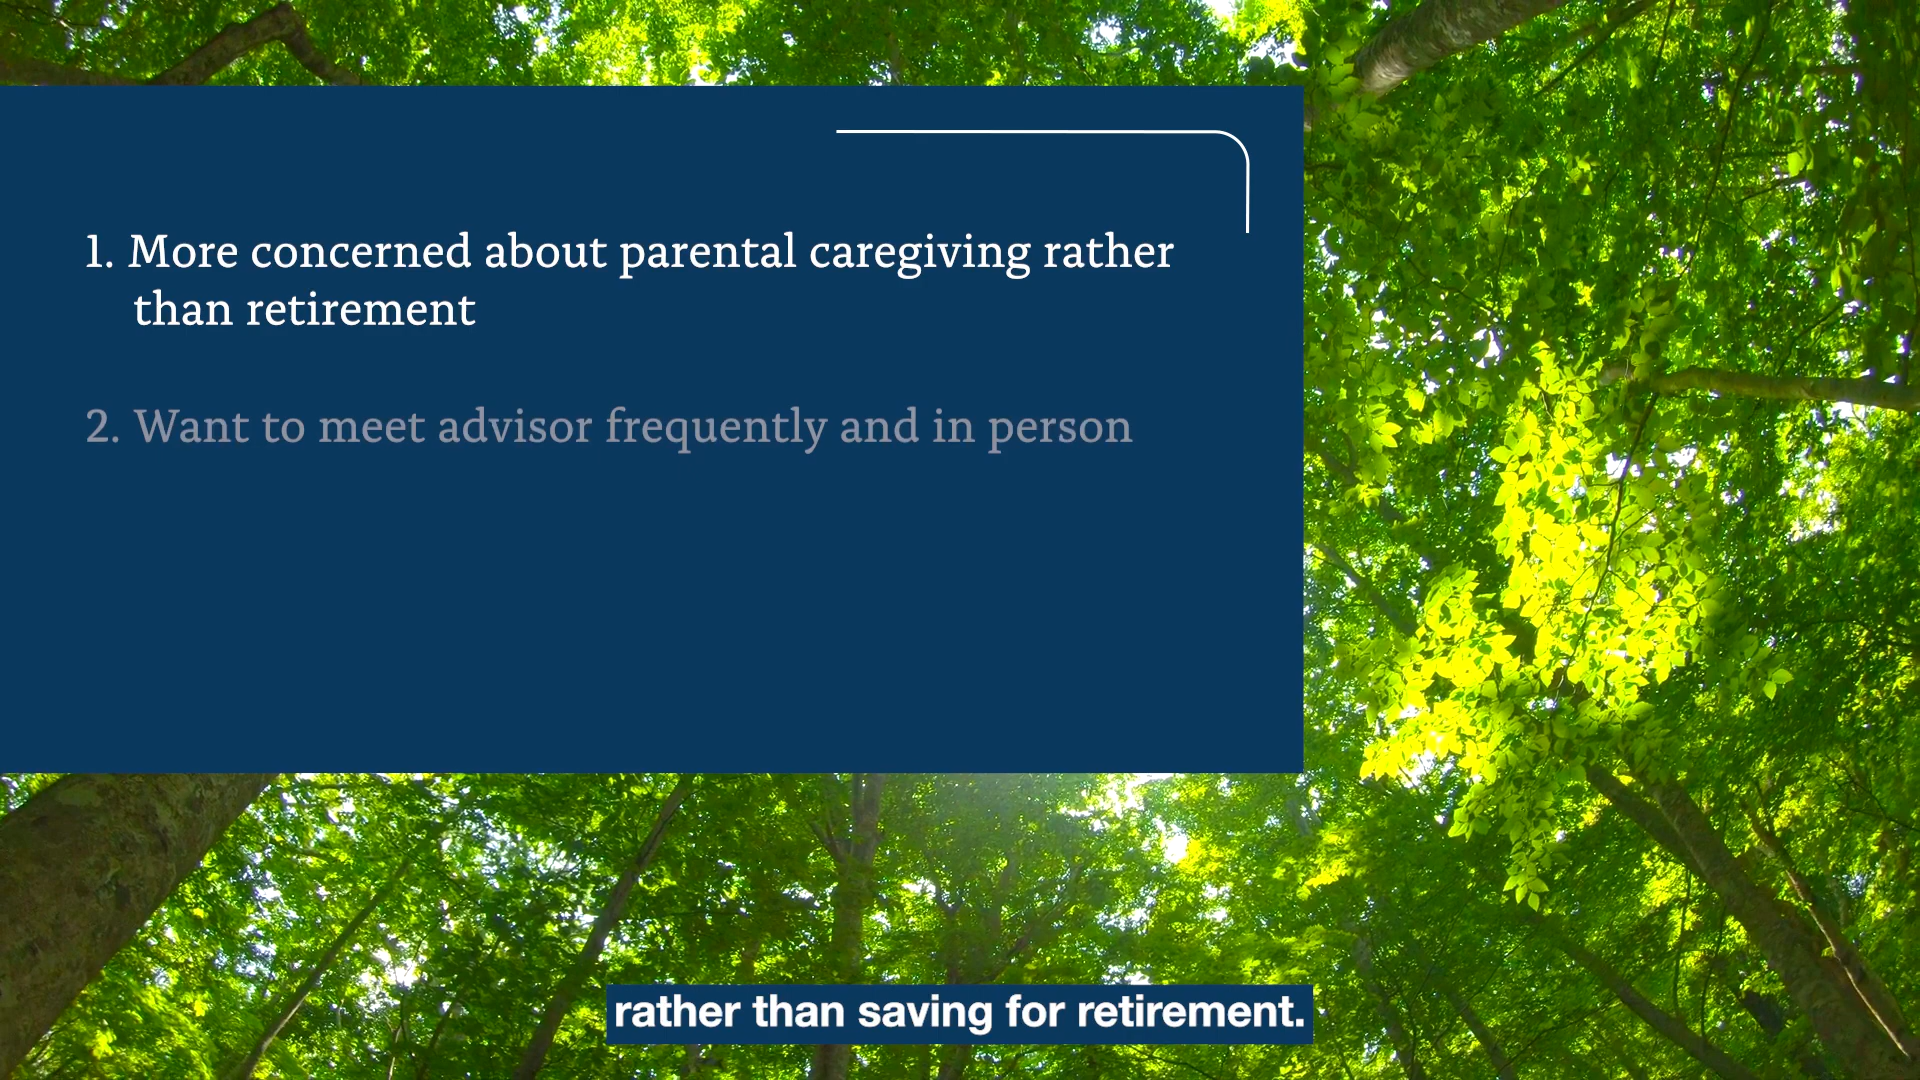 1. More concerned about parental caregiving rather
than retirement
2. Want to meet advisor frequently and in person
rather than saving for retirement.